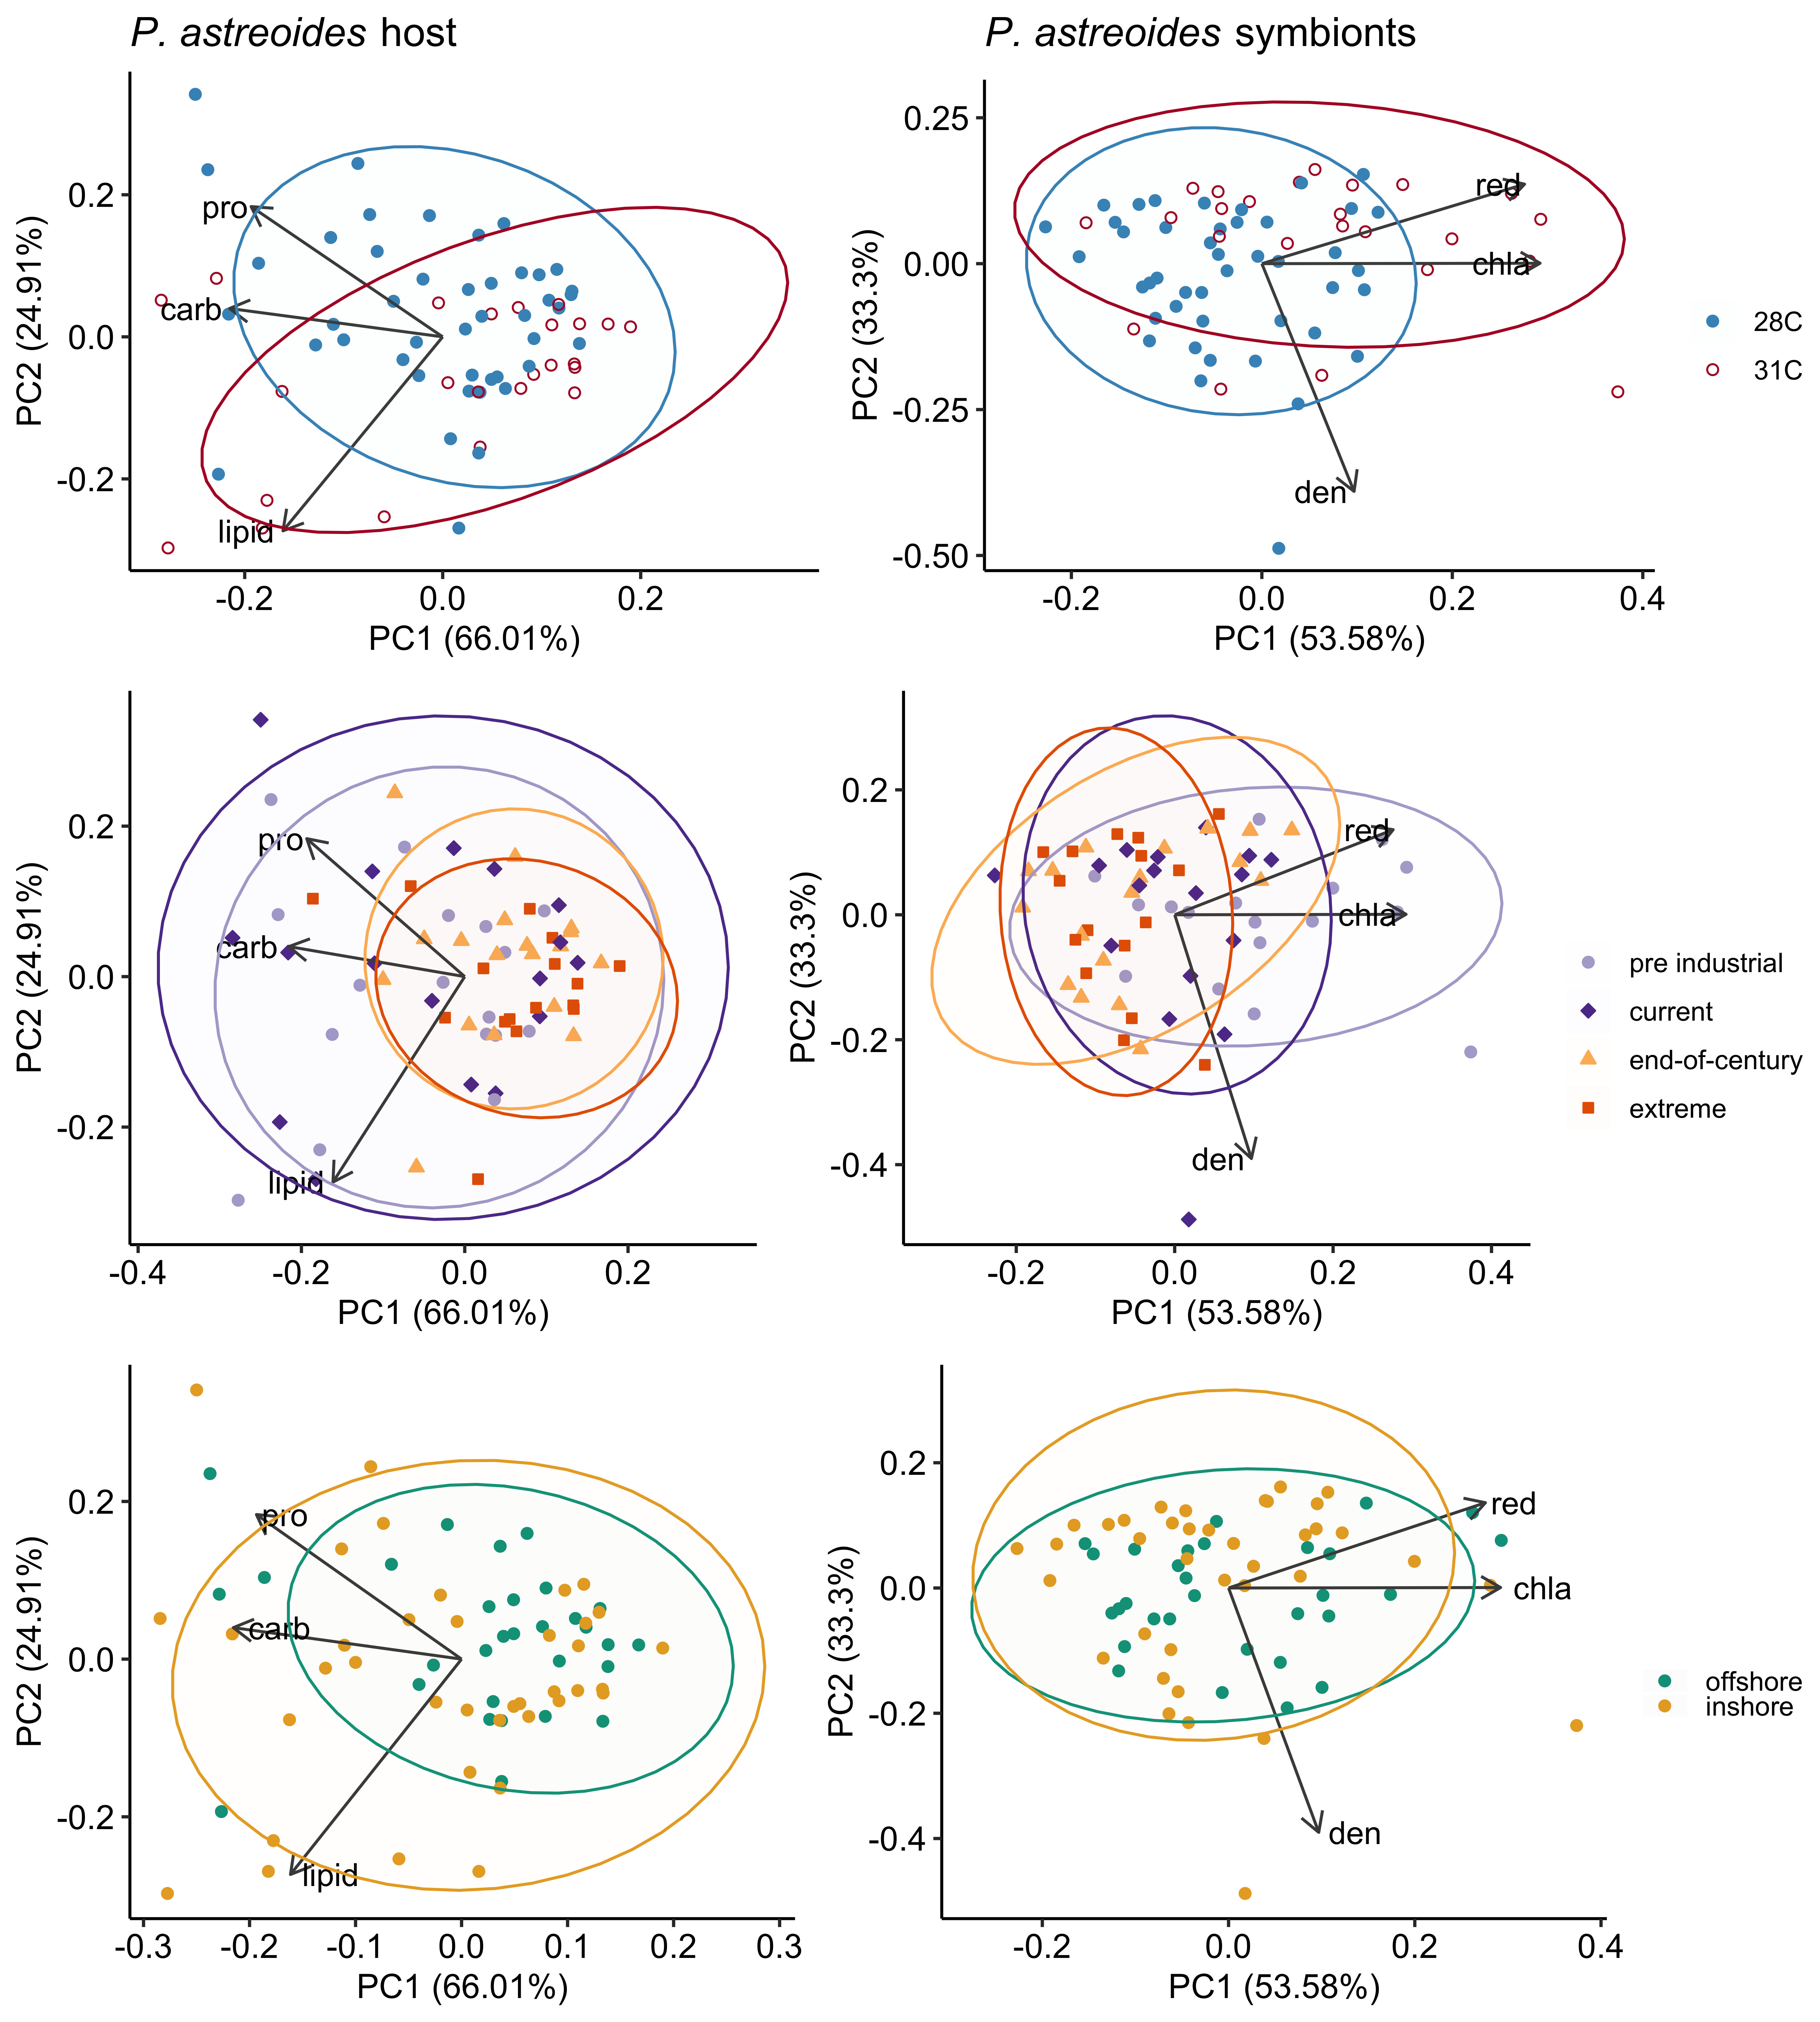 P. astreoides host
P. astreoides symbionts
PC2 (24.91%)
0.2
0.0
-0.2
pro
carb
lipid
-0.2 0.0 0.2
PC1 (66.01%)
PC2 (33.3%)
0.25
0.00
-0.25
-0.50
red
chla
den
-0.2 0.0 0.2 0.4
PC1 (53.58%)
28C
31C
PC2 (24.91%)
0.2
0.0
-0.2
pro
carb
lipid
-0.4 -0.2 0.0 0.2
PC1 (66.01%)
PC2 (33.3%)
0.2
0.0
-0.2
-0.4
red
chla
den
-0.2 0.0 0.2 0.4
PC1 (53.58%)
pre industrial
current
end-of-century
extreme
PC2 (24.91%)
0.2
0.0
-0.2
pro
carb
lipid
-0.3 -0.2 -0.1 0.0 0.1 0.2 0.3
PC1 (66.01%)
PC2 (33.3%)
0.2
0.0
-0.2
-0.4
red
chla
den
-0.2 0.0 0.2 0.4
PC1 (53.58%)
offshore
inshore